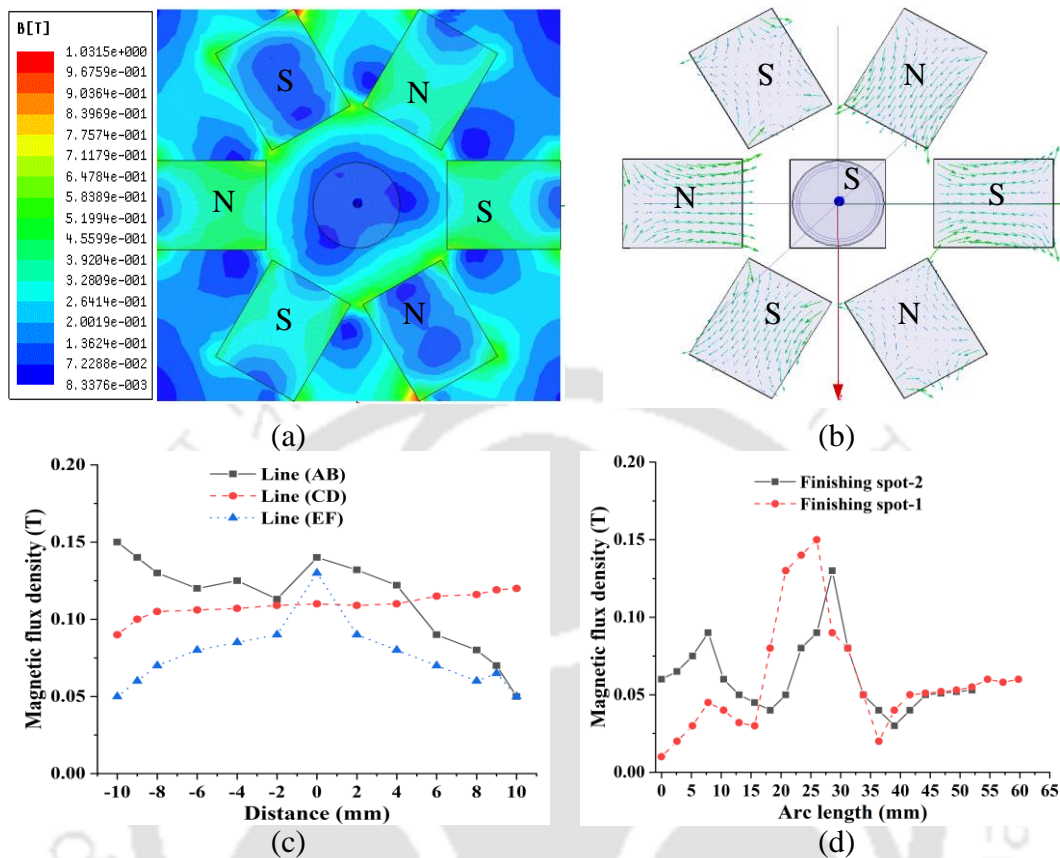 B[T]
1.0315e+000
9.6759e-001
9.0364e-001
8.3969e-001
7.7574e-001
7.1179e-001
6.4784e-001
5.8389e-001
5.1994e-001
4.5599e-001
3.9204e-001
3.2809e-001
2.6414e-001
2.0019e-001
1.3624e-001
7.2288e-002
8.3376e-003
S
N
N
S
S
N
(a)
S
N
N
S
S
S
N
(b)
Magnetic flux density (T)
0.20
0.15
0.10
0.05
0.00
Line (AB)
Line (CD)
Line (EF)
-10 -8 -6 -4 -2 0 2 4 6 8 10
Distance (mm)
(c)
Magnetic flux density (T)
0.20
0.15
0.10
0.05
0.00
Finishing spot-2
Finishing spot-1
0 5 10 15 20 25 30 35 40 45 50 55 60 65
Arc length (mm)
(d)